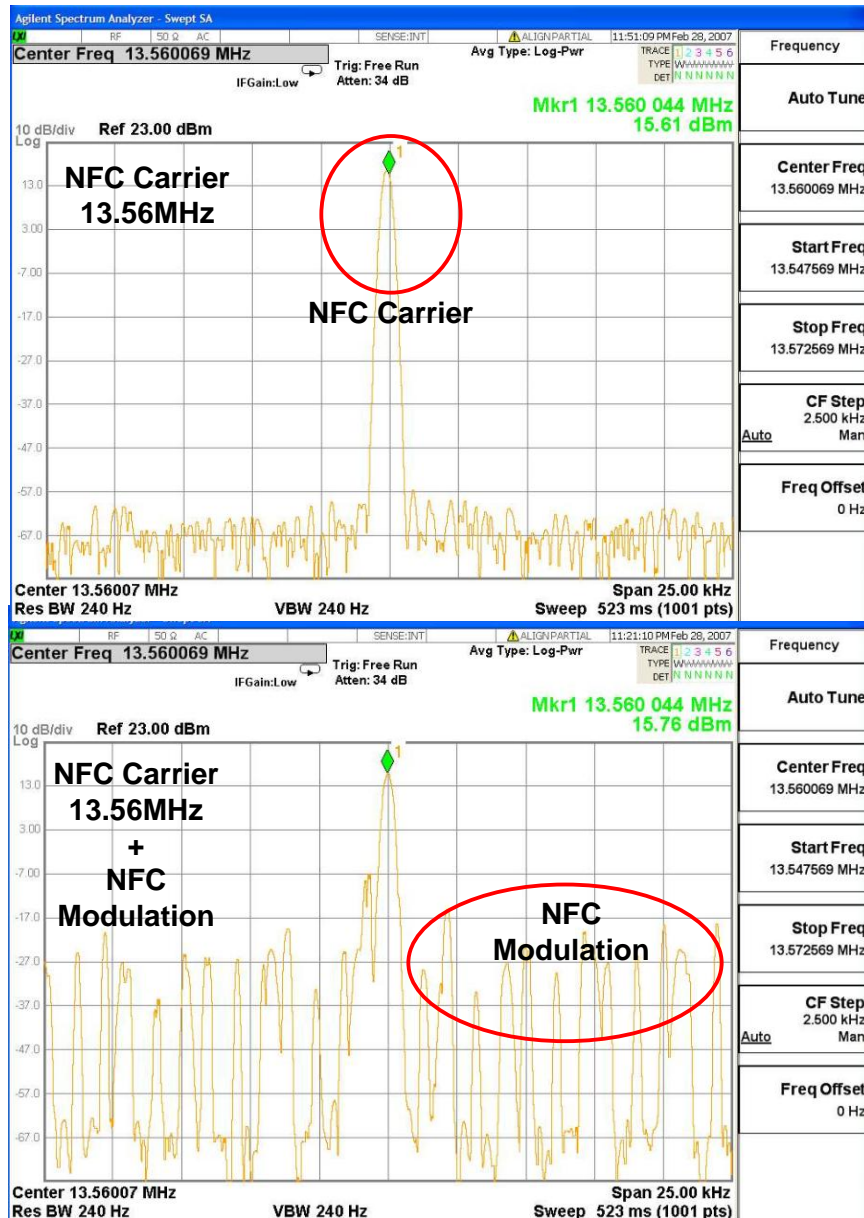 Agilent Spectrum Analyzer - Swept SA
LXI RF 50 Ω AC SENSE:INT ALIGNPARTIAL 11:51:09 PM Feb 28, 2007
Center Freq 13.560069 MHz
Avg Type: Log-Pwr
TRACE 1 2 3 4 5 6
Trig: Free Run
TYPE W
IFGain:Low
Atten: 34 dB
DET N N N N N N
Mkr1 13.560 044 MHz
15.61 dBm
10 dB/div Ref 23.00 dBm
Log
1
NFC Carrier
13.56MHz
NFC Carrier
13.0
3.00
-7.00
-17.0
-27.0
-37.0
-47.0
-57.0
-67.0
Center 13.56007 MHz
Span 25.00 kHz
Res BW 240 Hz
VBW 240 Hz
Sweep 523 ms (1001 pts)
Frequency
Auto Tune
Center Freq
13.560069 MHz
Start Freq
13.547569 MHz
Stop Freq
13.572569 MHz
CF Step
2.500 kHz
Auto Man
Freq Offset
0 Hz
LXI RF 50 Ω AC SENSE:INT ALIGNPARTIAL 11:21:10 PM Feb 28, 2007
Center Freq 13.560069 MHz
Avg Type: Log-Pwr
TRACE 1 2 3 4 5 6
Trig: Free Run
TYPE W
IFGain:Low
Atten: 34 dB
DET N N N N N N
Mkr1 13.560 044 MHz
15.76 dBm
10 dB/div Ref 23.00 dBm
Log
1
NFC Carrier
13.56MHz
+
NFC
Modulation
NFC
Modulation
13.0
3.00
-7.00
-17.0
-27.0
-37.0
-47.0
-57.0
-67.0
Center 13.56007 MHz
Span 25.00 kHz
Res BW 240 Hz
VBW 240 Hz
Sweep 523 ms (1001 pts)
Frequency
Auto Tune
Center Freq
13.560069 MHz
Start Freq
13.547569 MHz
Stop Freq
13.572569 MHz
CF Step
2.500 kHz
Auto Man
Freq Offset
0 Hz